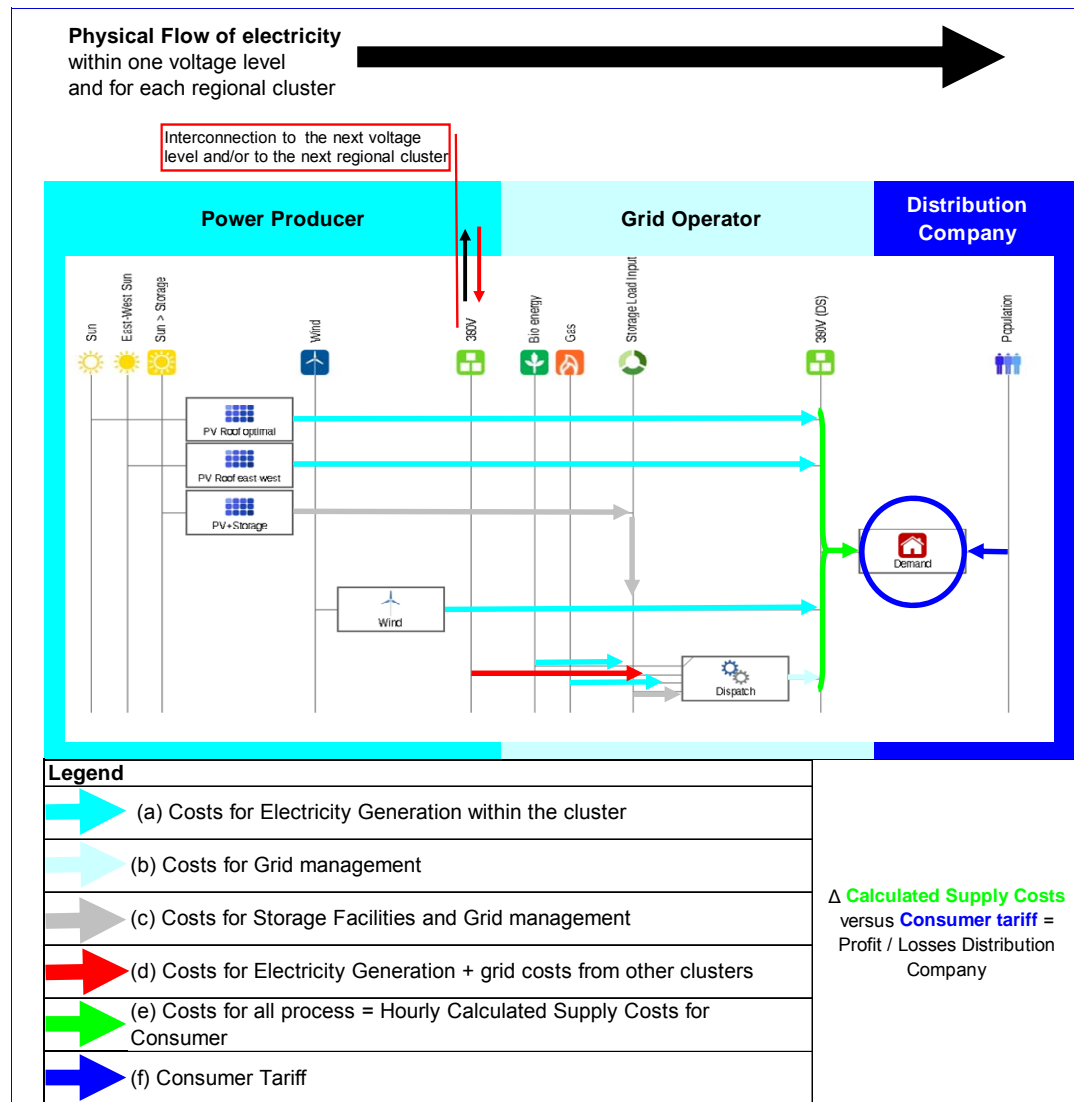 Physical Flow of electricity
within one voltage level
and for each regional cluster
Interconnection to the next voltage
level and/or to the next regional cluster
Power Producer
Grid Operator
Distribution
Company
Sun
East-West Sun
Sun > Storage
Wind
380V
Bio energy
Gas
Storage Load Input
380V (DS)
Population
PV Roof optimal
PV Roof east-west
PV+Storage
Wind
Demand
Dispatch
Legend
(a) Costs for Electricity Generation within the cluster
(b) Costs for Grid management
(c) Costs for Storage Facilities and Grid management
(d) Costs for Electricity Generation + grid costs from other clusters
(e) Costs for all process = Hourly Calculated Supply Costs for
Consumer
(f) Consumer Tariff
Δ Calculated Supply Costs
versus Consumer tariff =
Profit / Losses Distribution
Company